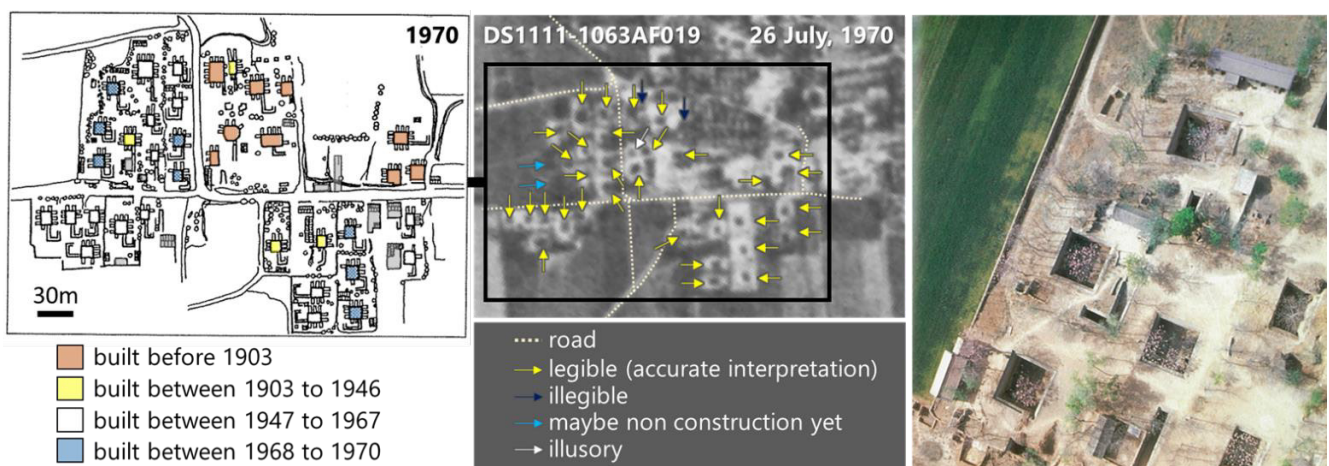 1970
30m
built before 1903
built between 1903 to 1946
built between 1947 to 1967
built between 1968 to 1970
DS1111-1063AF019 26 July, 1970
road
legible (accurate interpretation)
illegible
maybe non construction yet
illusory